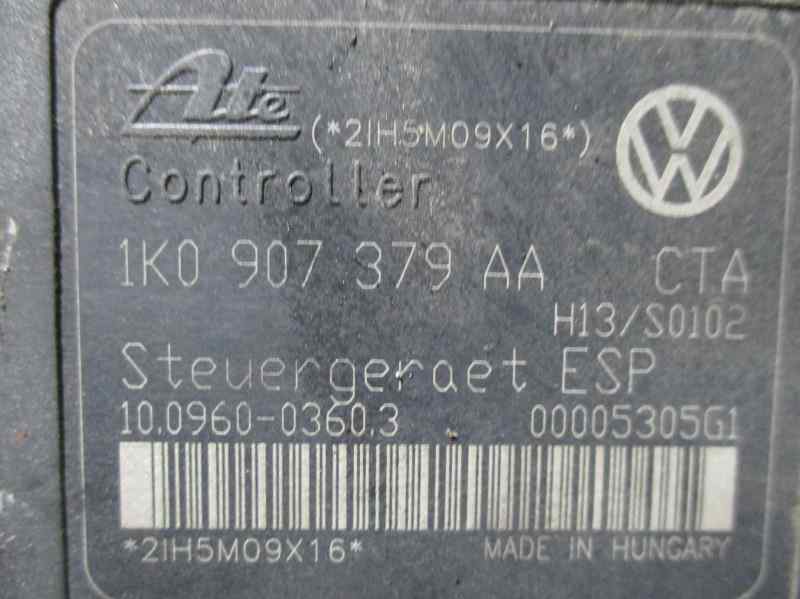 Ate (*2IH5M09X16*)
Controller
1K0 907 379 AA CTA
H13/S0102
Steuergeraet ESP
10.0960-0360.3 00005305G1
*2IH5M09X16* MADE IN HUNGARY